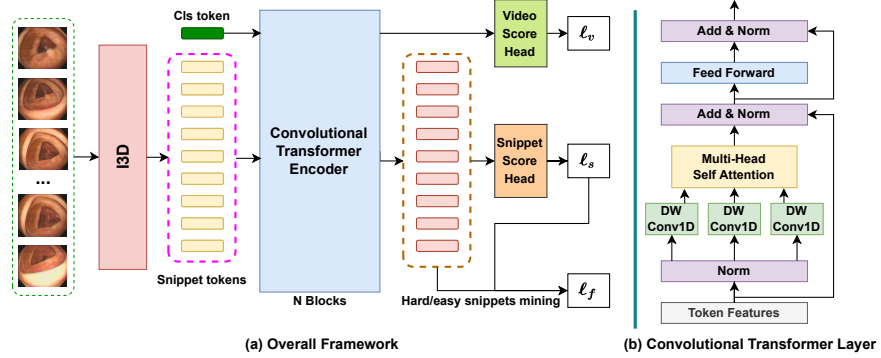 Cls token
I3D
...
Snippet tokens
Convolutional
Transformer
Encoder
N Blocks
Video
Score
Head
ℓv
Snippet
Score
Head
ℓs
ℓf
Hard/easy snippets mining
(a) Overall Framework
Add & Norm
Feed Forward
Add & Norm
Multi-Head
Self Attention
DW
Conv1D
DW
Conv1D
DW
Conv1D
Norm
Token Features
(b) Convolutional Transformer Layer